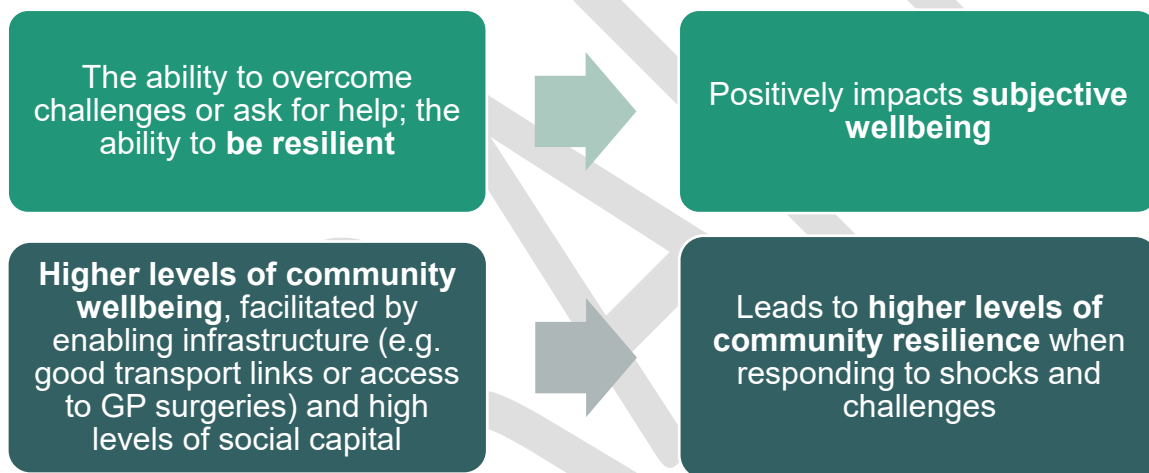 The ability to overcome
challenges or ask for help; the
ability to be resilient
Positively impacts subjective
wellbeing
Higher levels of community
wellbeing, facilitated by
enabling infrastructure (e.g.
good transport links or access
to GP surgeries) and high
levels of social capital
Leads to higher levels of
community resilience when
responding to shocks and
challenges